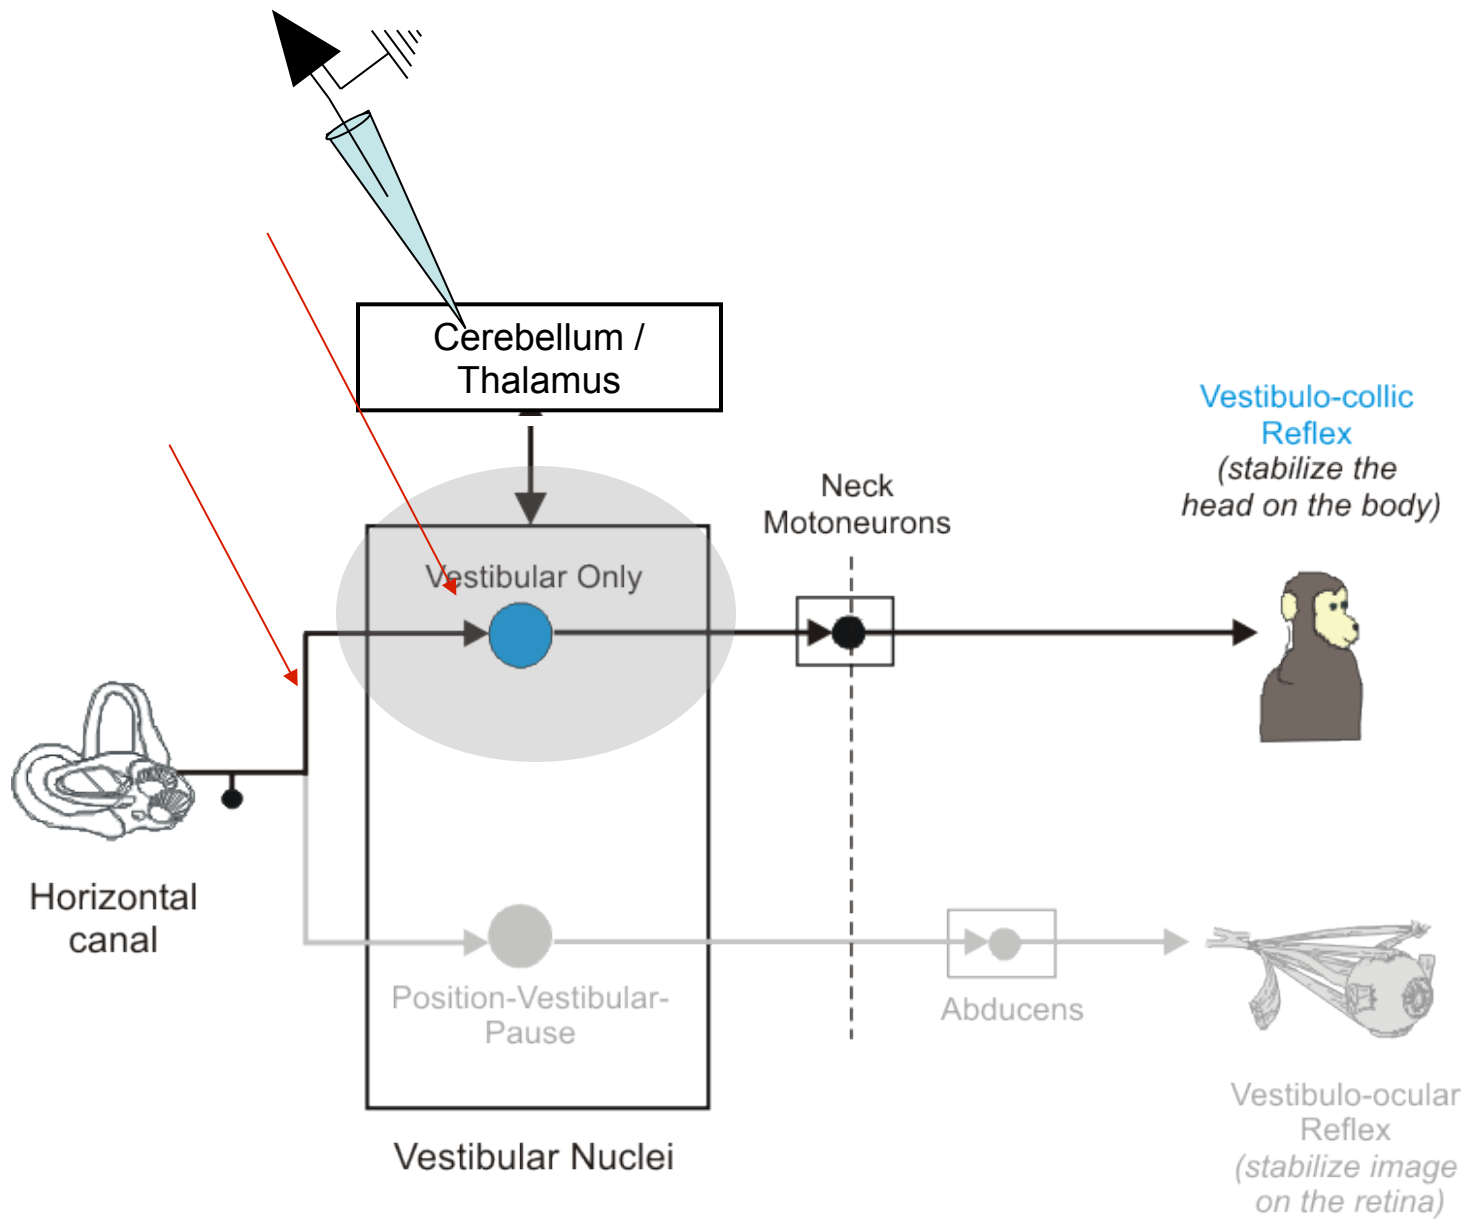 Cerebellum /
Thalamus
Vestibulo-collic
Reflex
(stabilize the
head on the body)
Neck
Motoneurons
Vestibular Only
Horizontal
canal
Position-Vestibular-
Pause
Abducens
Vestibulo-ocular
Reflex
(stabilize image
on the retina)
Vestibular Nuclei